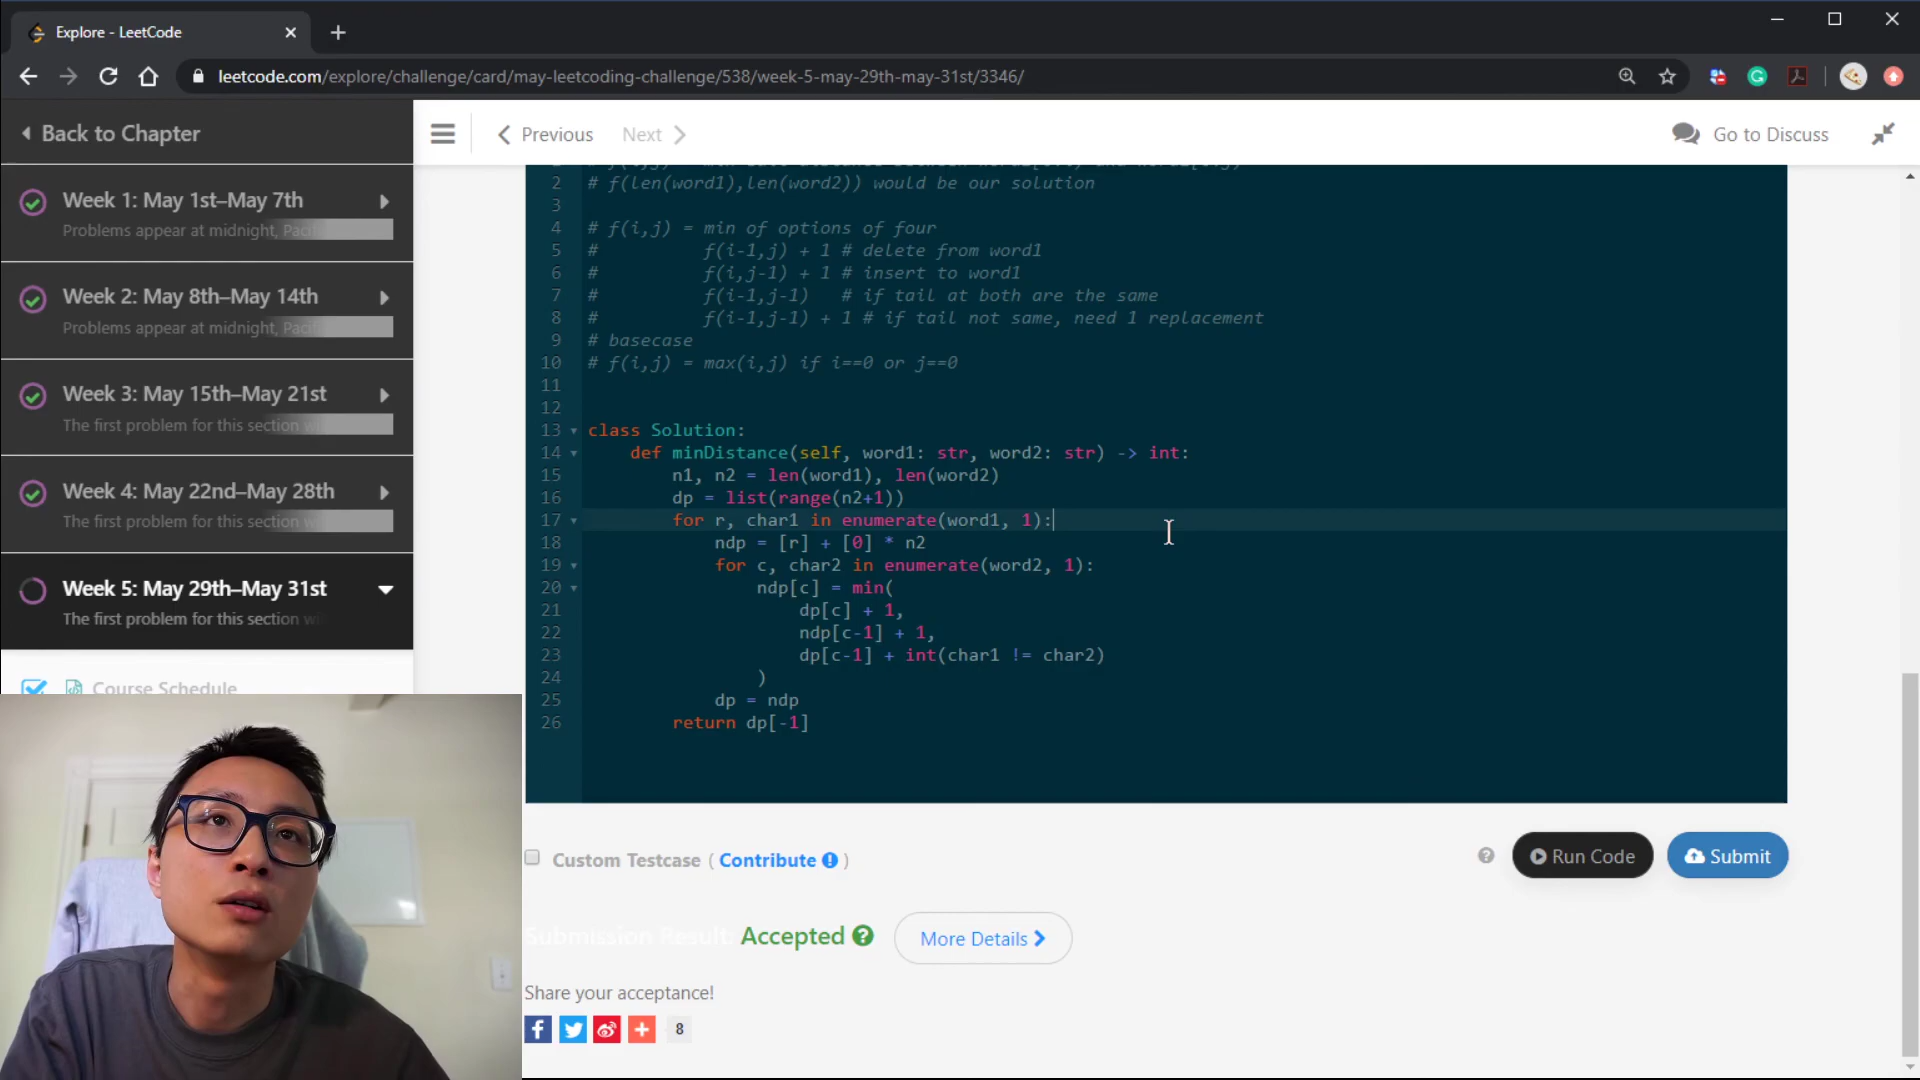 Explore - LeetCode
leetcode.com/explore/challenge/card/may-leetcoding-challenge/538/week-5-may-29th-may-31st/3346/
Back to Chapter
Previous
Next
Go to Discuss
Week 1: May 1st–May 7th
Problems appear at midnight, Pacif
Week 2: May 8th–May 14th
Problems appear at midnight, Pacif
Week 3: May 15th–May 21st
The first problem for this section w
Week 4: May 22nd–May 28th
The first problem for this section w
Week 5: May 29th–May 31st
The first problem for this section w
Course Schedule
2 # f(len(word1),len(word2)) would be our solution
3
4 # f(i,j) = min of options of four
5 # f(i-1,j) + 1 # delete from word1
6 # f(i,j-1) + 1 # insert to word1
7 # f(i-1,j-1) # if tail at both are the same
8 # f(i-1,j-1) + 1 # if tail not same, need 1 replacement
9 # basecase
10 # f(i,j) = max(i,j) if i==0 or j==0
11
12
13 class Solution:
14 def minDistance(self, word1: str, word2: str) -> int:
15 n1, n2 = len(word1), len(word2)
16 dp = list(range(n2+1))
17 for r, char1 in enumerate(word1, 1):
18 ndp = [r] + [0] * n2
19 for c, char2 in enumerate(word2, 1):
20 ndp[c] = min(
21 dp[c] + 1,
22 ndp[c-1] + 1,
23 dp[c-1] + int(char1 != char2)
24 )
25 dp = ndp
26 return dp[-1]
Custom Testcase ( Contribute )
Run Code
Submit
Submission Result: Accepted
More Details
Share your acceptance!
8